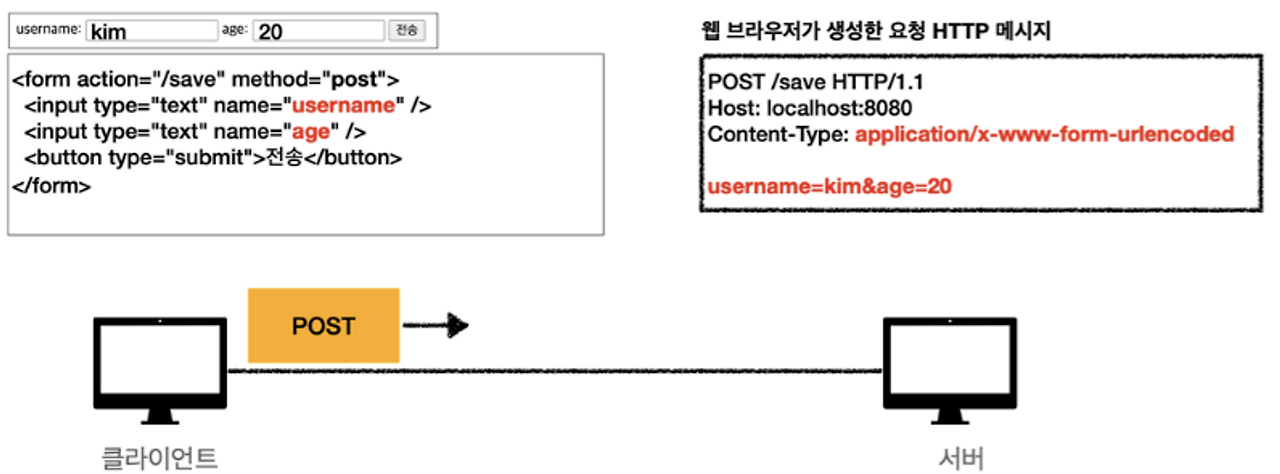 username: kim age: 20 전송
<form action="/save" method="post">
<input type="text" name="username" />
<input type="text" name="age" />
<button type="submit">전송</button>
</form>
웹 브라우저가 생성한 요청 HTTP 메시지
POST /save HTTP/1.1
Host: localhost:8080
Content-Type: application/x-www-form-urlencoded
username=kim&age=20
POST
클라이언트
서버